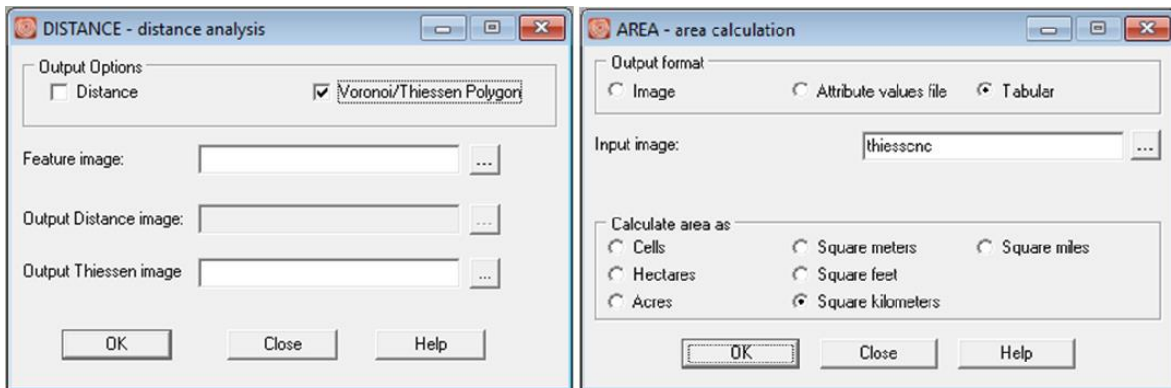 DISTANCE - distance analysis
Output Options
Distance
Voronoi/Thiessen Polygon
Feature image:
...
Output Distance image:
...
Output Thiessen image
...
OK Close Help
AREA - area calculation
Output format
Image Attribute values file Tabular
Input image: thiessenc
...
Calculate area as
Cells Square meters Square miles
Hectares Square feet
Acres Square kilometers
OK Close Help